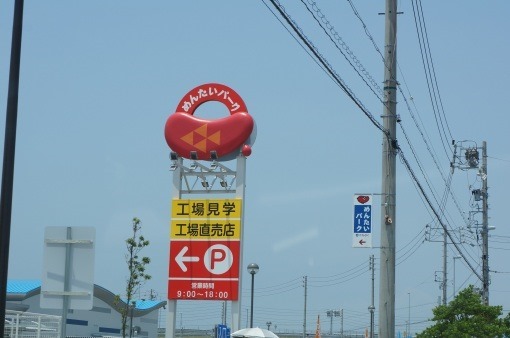 めんたいパーク
工場見学
工場直売店
← P
営業時間
9:00~18:00
めんたい
パーク
←